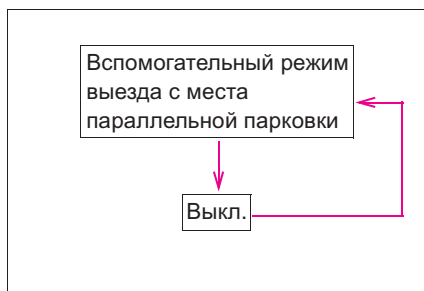 Вспомогательный режим
выезда с места
параллельной парковки
Выкл.